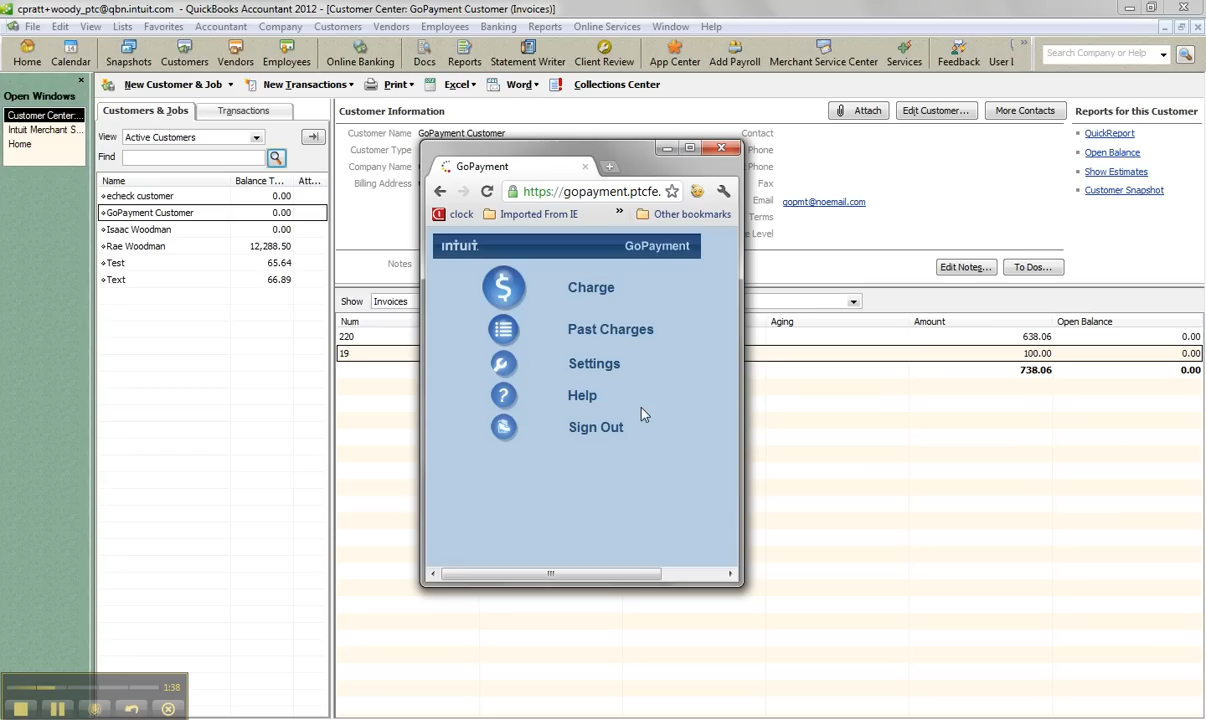 cpratt+woody_ptc@qbn.intuit.com - QuickBooks Accountant 2012 - [Customer Center: GoPayment Customer (Invoices)]
File Edit View Lists Favorites Accountant Company Customers Vendors Employees Banking Reports Online Services Window Help
Home Calendar Snapshots Customers Vendors Employees Online Banking Docs Reports Statement Writer Client Review App Center Add Payroll Merchant Service Center Services Feedback User L Search Company or Help
Open Windows
Customer Center:...
Intuit Merchant S...
Home
New Customer & Job New Transactions Print Excel Word Collections Center
Customers & Jobs Transactions
View Active Customers
Find
Name Balance T... Att...
echeck customer 0.00
GoPayment Customer 0.00
Isaac Woodman 0.00
Rae Woodman 12,288.50
Test 65.64
Text 66.89
Customer Information Attach Edit Customer... More Contacts
Customer Name GoPayment Customer Contact
Customer Type Phone
Company Name Phone
Billing Address Fax
Email gopmt@noemail.com
Terms
e Level
Notes Edit Notes... To Dos...
Reports for this Customer
QuickReport
Open Balance
Show Estimates
Customer Snapshot
Show Invoices
Num Aging Amount Open Balance
220 638.06 0.00
19 100.00 0.00
738.06 0.00
GoPayment
https://gopayment.ptcfe.
clock Imported From IE » Other bookmarks
intuit GoPayment
Charge
Past Charges
Settings
Help
Sign Out
1:38